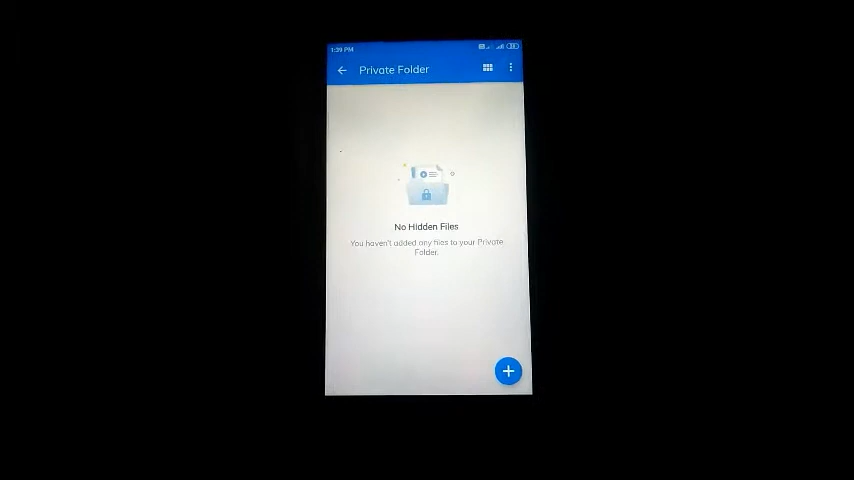 1:39 PM
Private Folder
No Hidden Files
You haven't added any files to your Private
Folder.